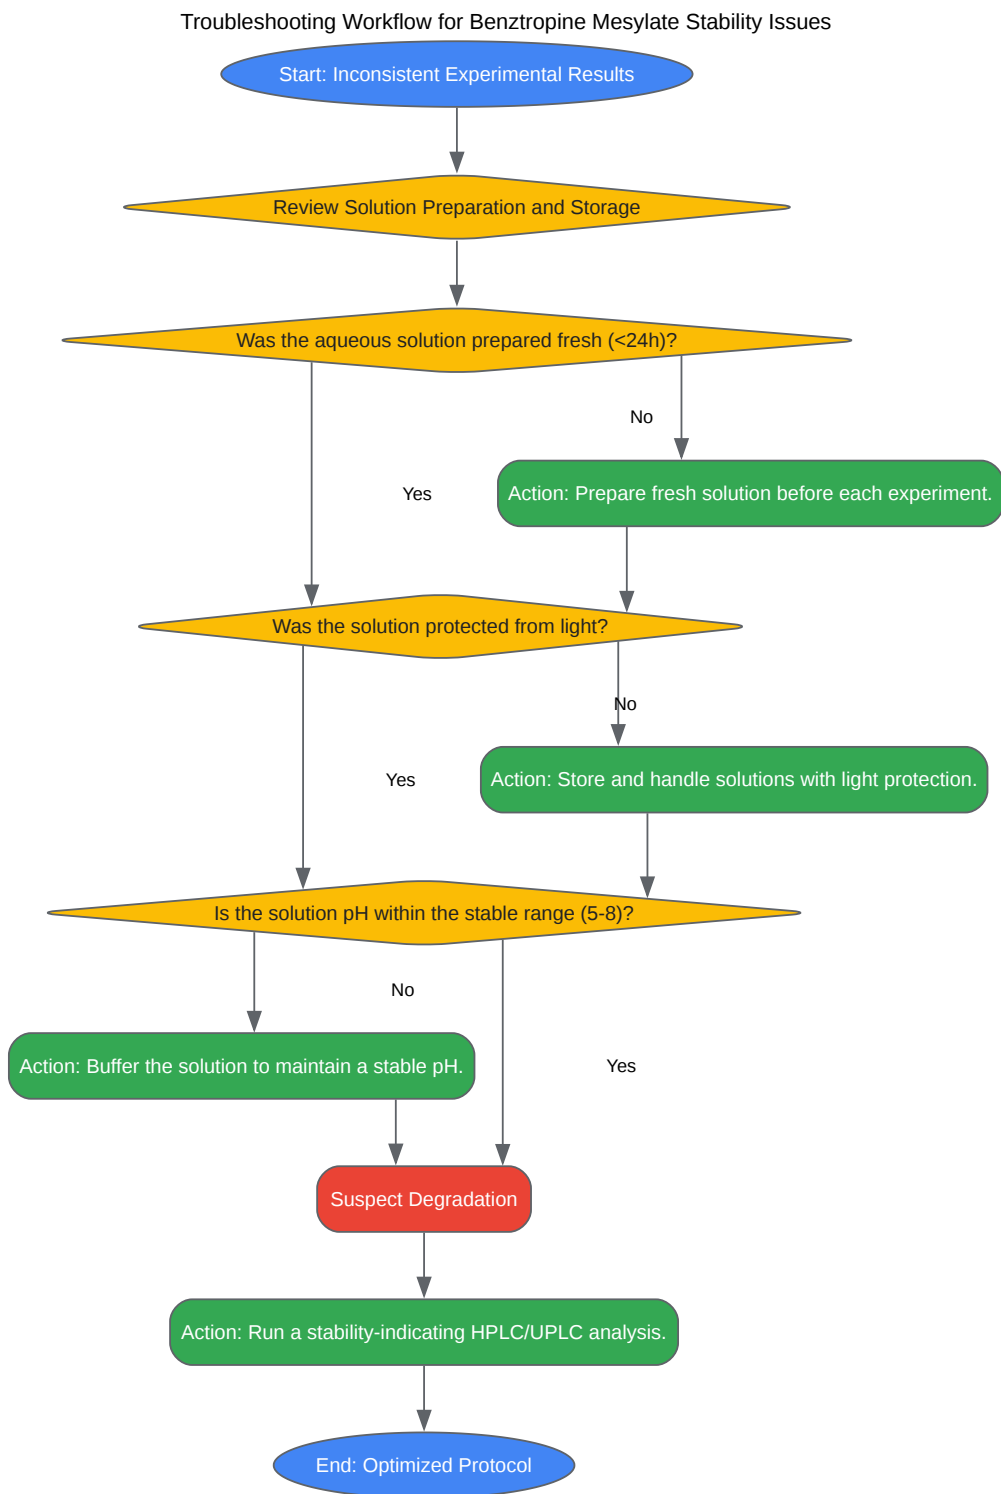 Troubleshooting Workflow for Benztropine Mesylate Stability Issues
Start: Inconsistent Experimental Results
Review Solution Preparation and Storage
Was the aqueous solution prepared fresh (<24h)?
No
Yes
Action: Prepare fresh solution before each experiment.
Was the solution protected from light?
No
Yes
Action: Store and handle solutions with light protection.
Is the solution pH within the stable range (5-8)?
No
Action: Buffer the solution to maintain a stable pH.
Yes
Suspect Degradation
Action: Run a stability-indicating HPLC/UPLC analysis.
End: Optimized Protocol